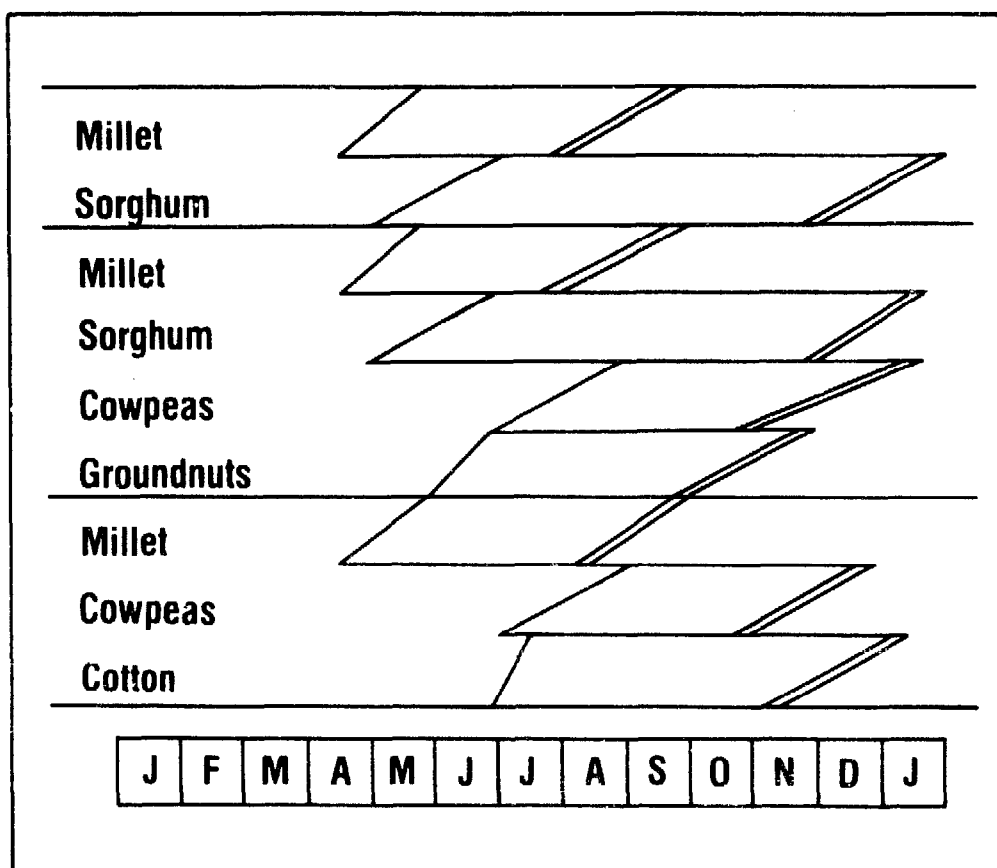 Millet
Sorghum
Millet
Sorghum
Cowpeas
Groundnuts
Millet
Cowpeas
Cotton
J F M A M J J A S O N D J